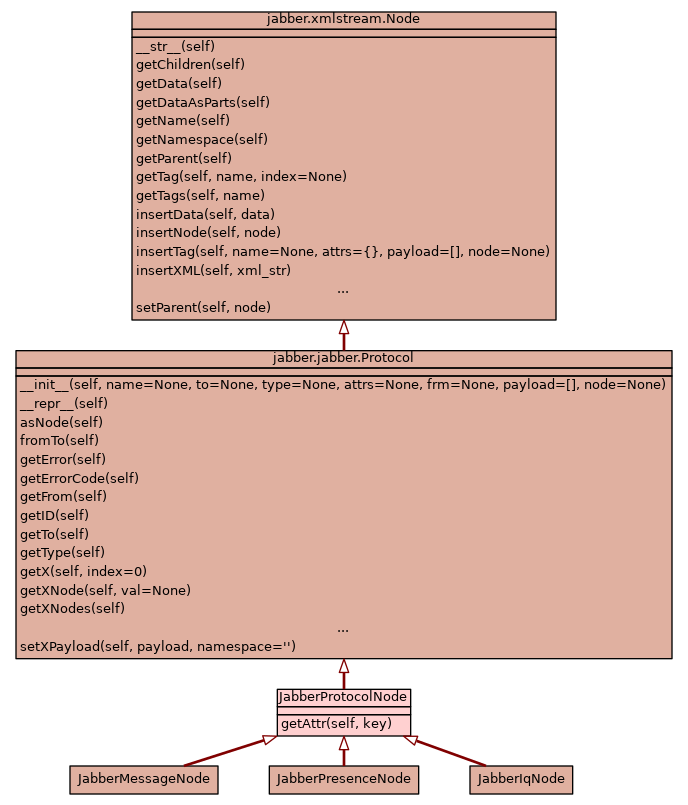 jabber.xmlstream.Node
__str__(self)
getChildren(self)
getData(self)
getDataAsParts(self)
getName(self)
getNamespace(self)
getParent(self)
getTag(self, name, index=None)
getTags(self, name)
insertData(self, data)
insertNode(self, node)
insertTag(self, name=None, attrs={}, payload=[], node=None)
insertXML(self, xml_str)
...
setParent(self, node)
jabber.jabber.Protocol
__init__(self, name=None, to=None, type=None, attrs=None, frm=None, payload=[], node=None)
__repr__(self)
asNode(self)
fromTo(self)
getError(self)
getErrorCode(self)
getFrom(self)
getID(self)
getTo(self)
getType(self)
getX(self, index=0)
getXNode(self, val=None)
getXNodes(self)
...
setXPayload(self, payload, namespace='')
JabberProtocolNode
getAttr(self, key)
JabberMessageNode
JabberPresenceNode
JabberIqNode